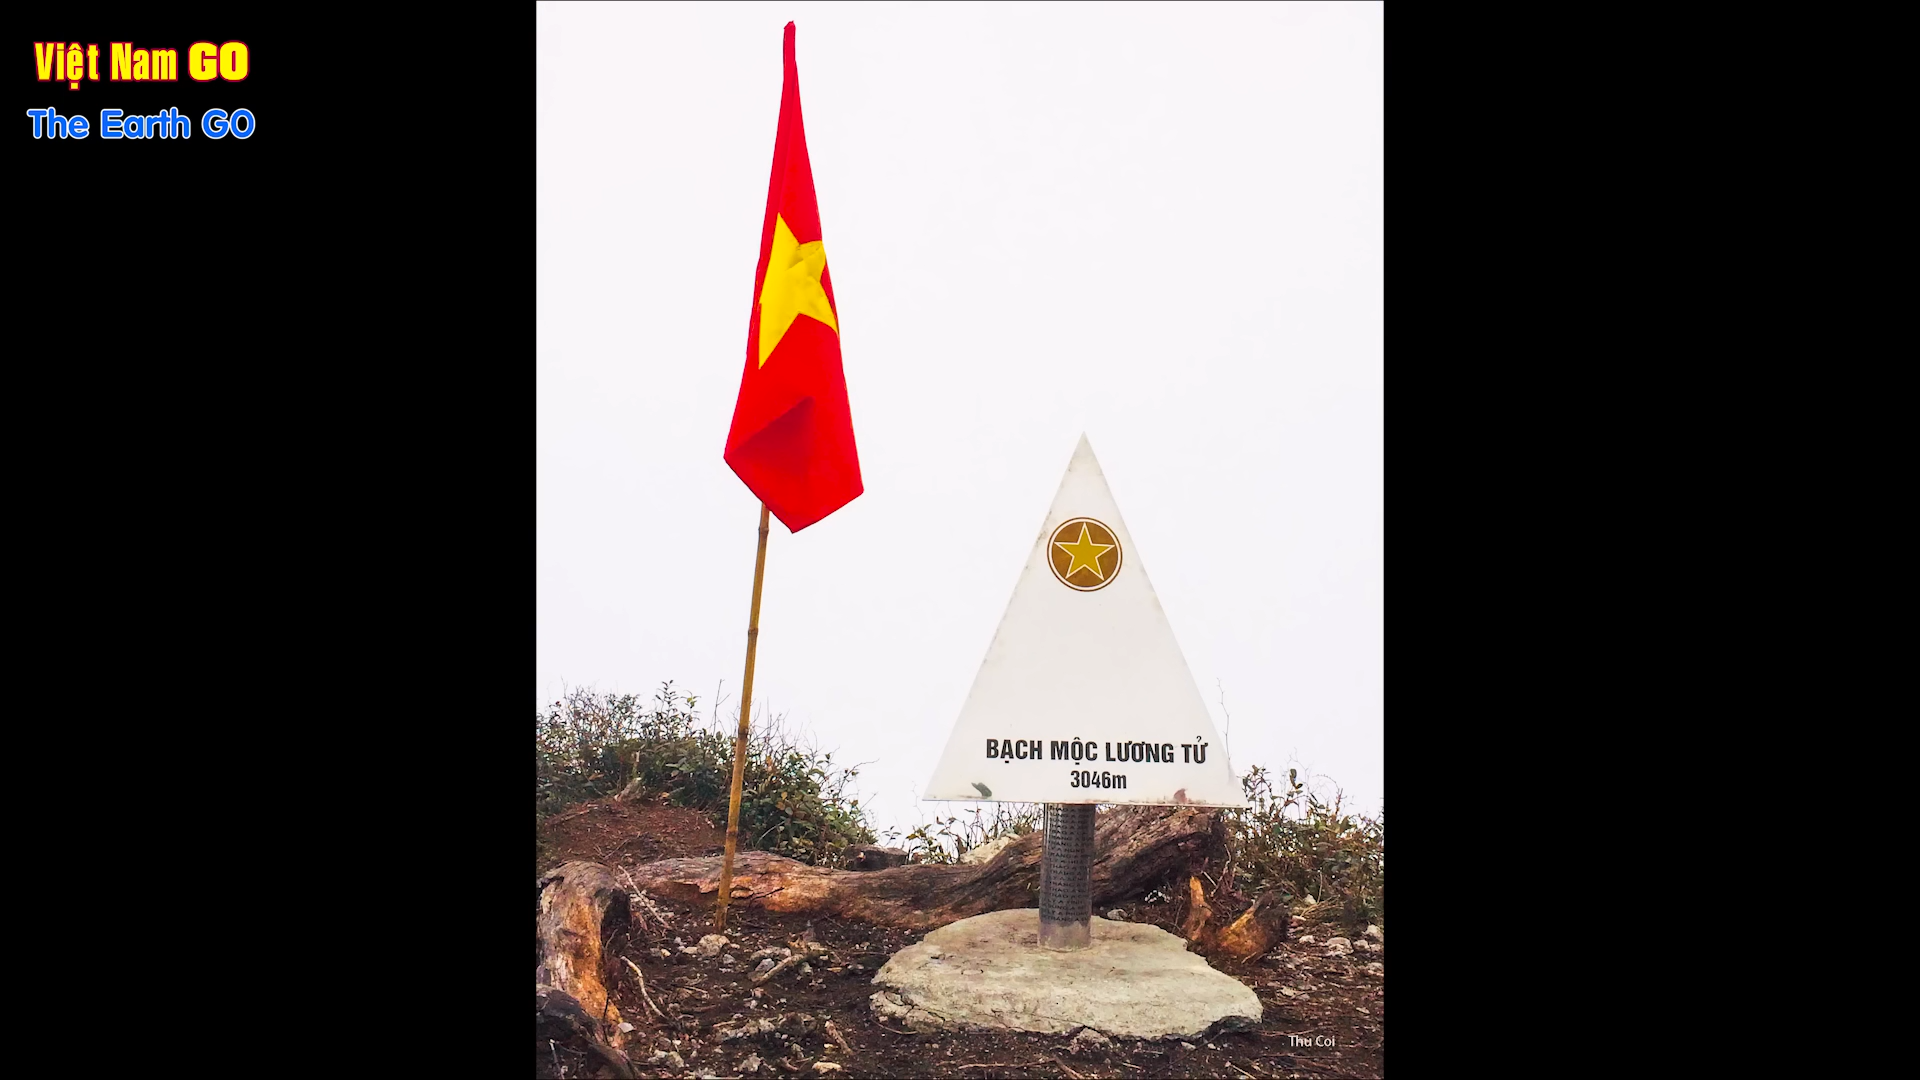 Việt Nam GO
The Earth GO
BẠCH MỘC LƯƠNG TỬ
3046m
Thu Coi